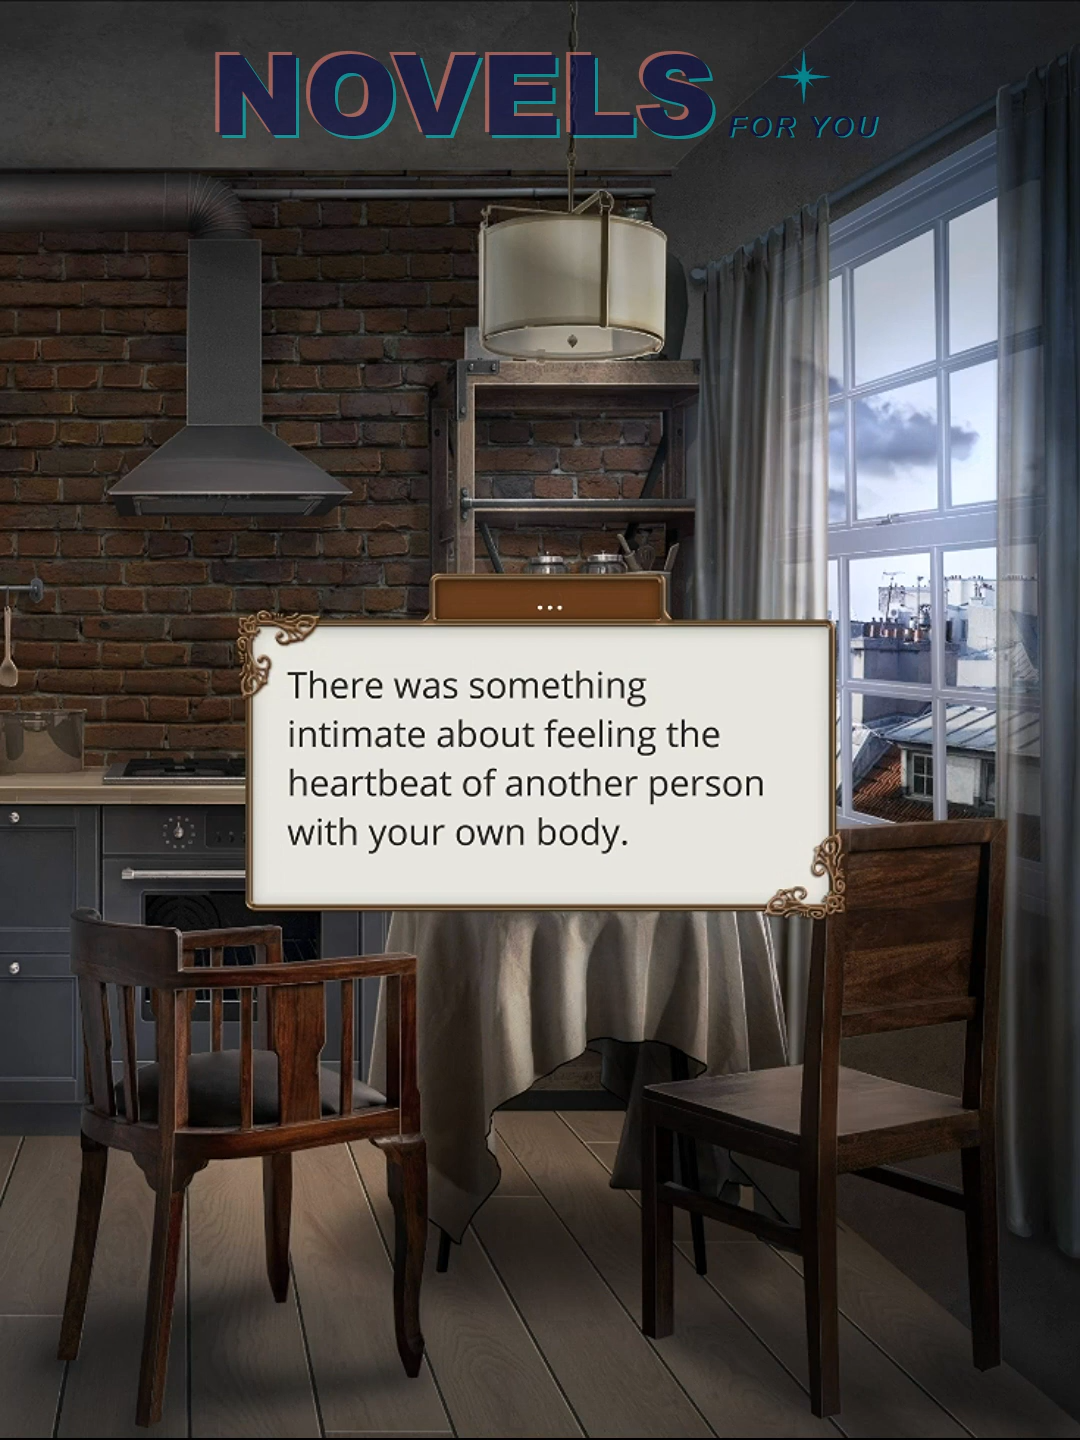 NOVELS
FOR YOU
...
There was something
intimate about feeling the
heartbeat of another person
with your own body.